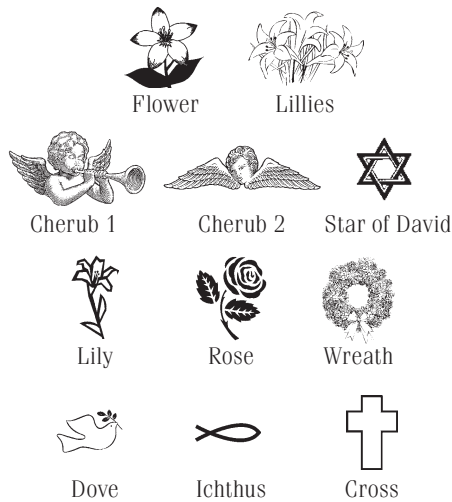 Flower Lillies
Cherub 1 Cherub 2 Star of David
Lily Rose Wreath
Dove Ichthus Cross